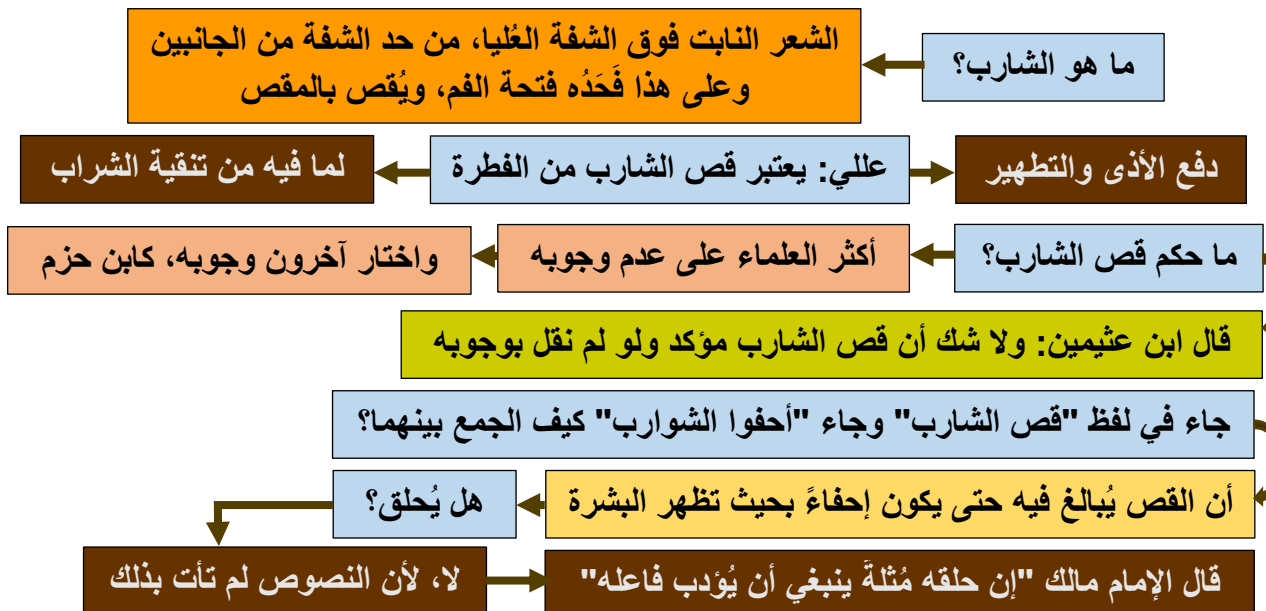 ما هو الشارب؟
الشعر النابت فوق الشفة العُليا، من حد الشفة من الجانبين
وعلى هذا فَحَدُه فتحة الفم، ويُقص بالمقص
دفع الأذى والتطهير
عللي: يعتبر قص الشارب من الفطرة
لما فيه من تنقية الشراب
ما حكم قص الشارب؟
أكثر العلماء على عدم وجوبه
واختار آخرون وجوبه، كابن حزم
قال ابن عثيمين: ولا شك أن قص الشارب مؤكد ولو لم نقل بوجوبه
جاء في لفظ "قص الشارب" وجاء "أحفوا الشوارب" كيف الجمع بينهما؟
أن القص يُبالغ فيه حتى يكون إحفاءً بحيث تظهر البشرة
هل يُحلق؟
لا، لأن النصوص لم تأت بذلك
قال الإمام مالك "إن حلقه مُثلةً ينبغي أن يُؤدب فاعله"